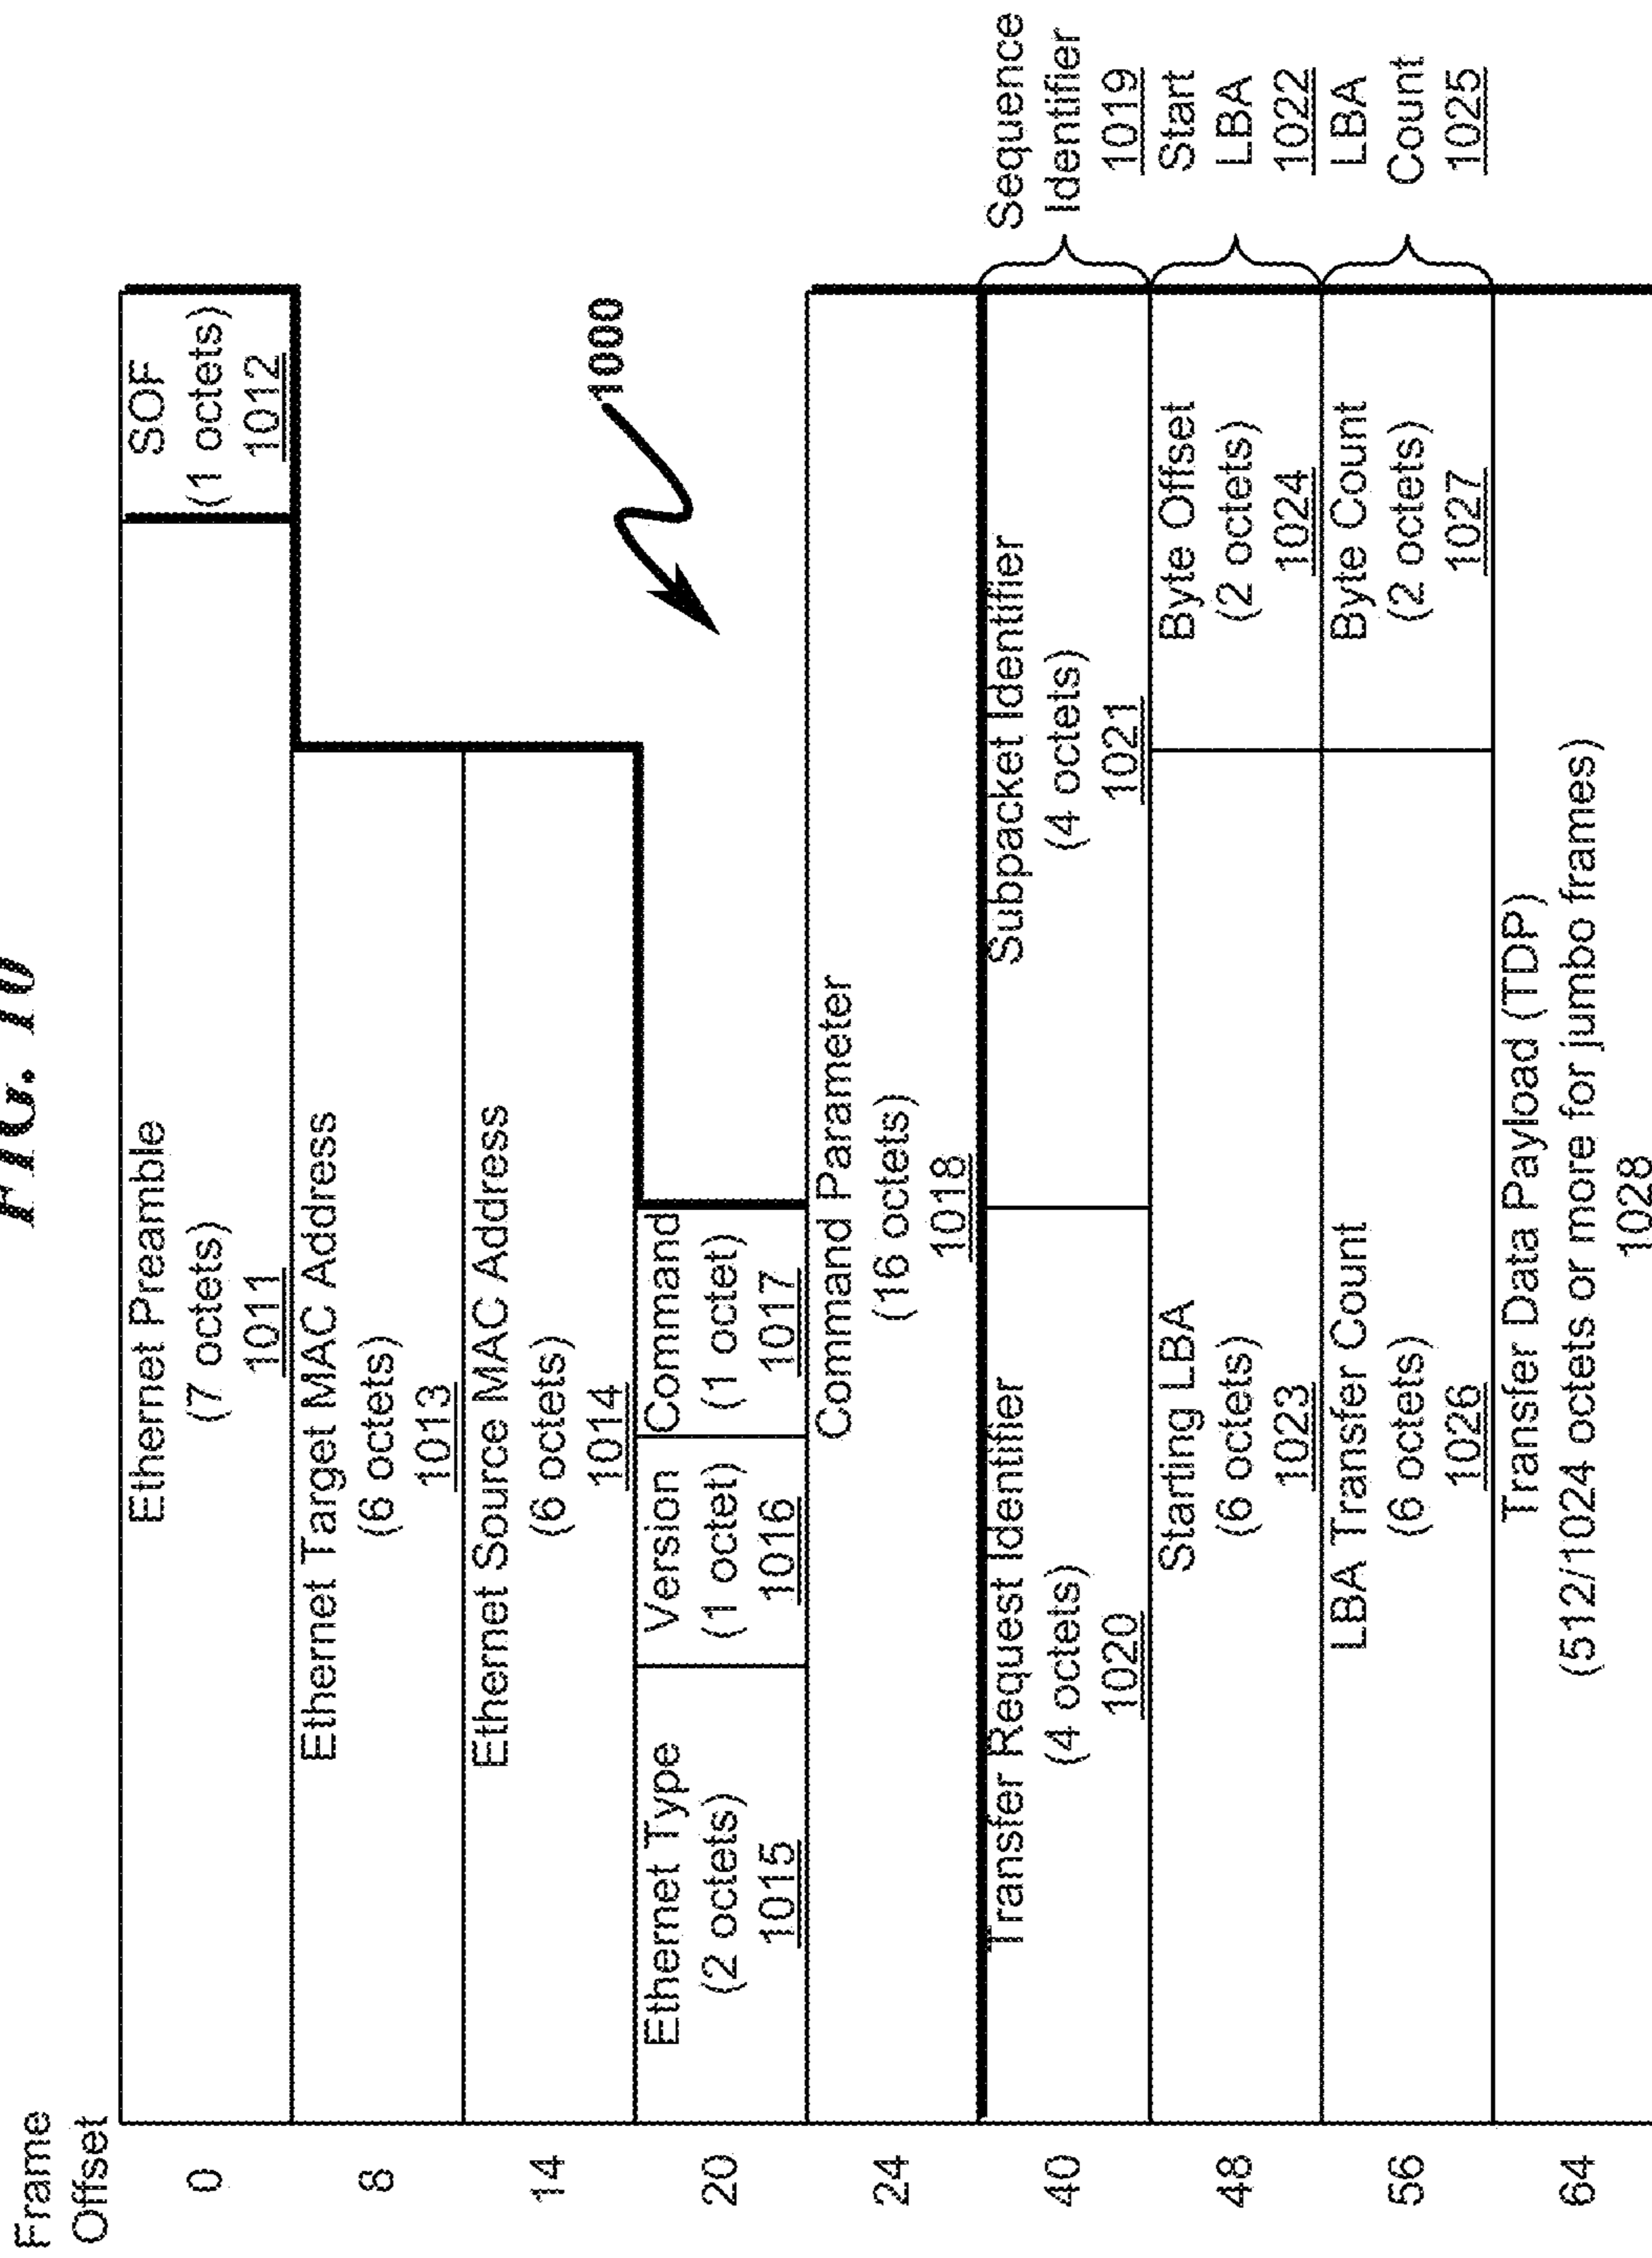 FIG. 10
Frame
Offset
0
Ethernet Preamble
(7 octets)
1011
SOF
(1 octets)
1012
8
Ethernet Target MAC Address
(6 octets)
1013
14
Ethernet Source MAC Address
(6 octets)
1014
1000
20
Ethernet Type
(2 octets)
1015
Version
(1 octet)
1016
Command
(1 octet)
1017
24
Command Parameter
(16 octets)
1018
40
Transfer Request Identifier
(4 octets)
1020
Subpacket Identifier
(4 octets)
1021
Sequence
Identifier
1019
48
Starting LBA
(6 octets)
1023
Byte Offset
(2 octets)
1024
Start
LBA
1022
56
LBA Transfer Count
(6 octets)
1026
Byte Count
(2 octets)
1027
LBA
Count
1025
64
Transfer Data Payload (TDP)
(512/1024 octets or more for jumbo frames)
1028